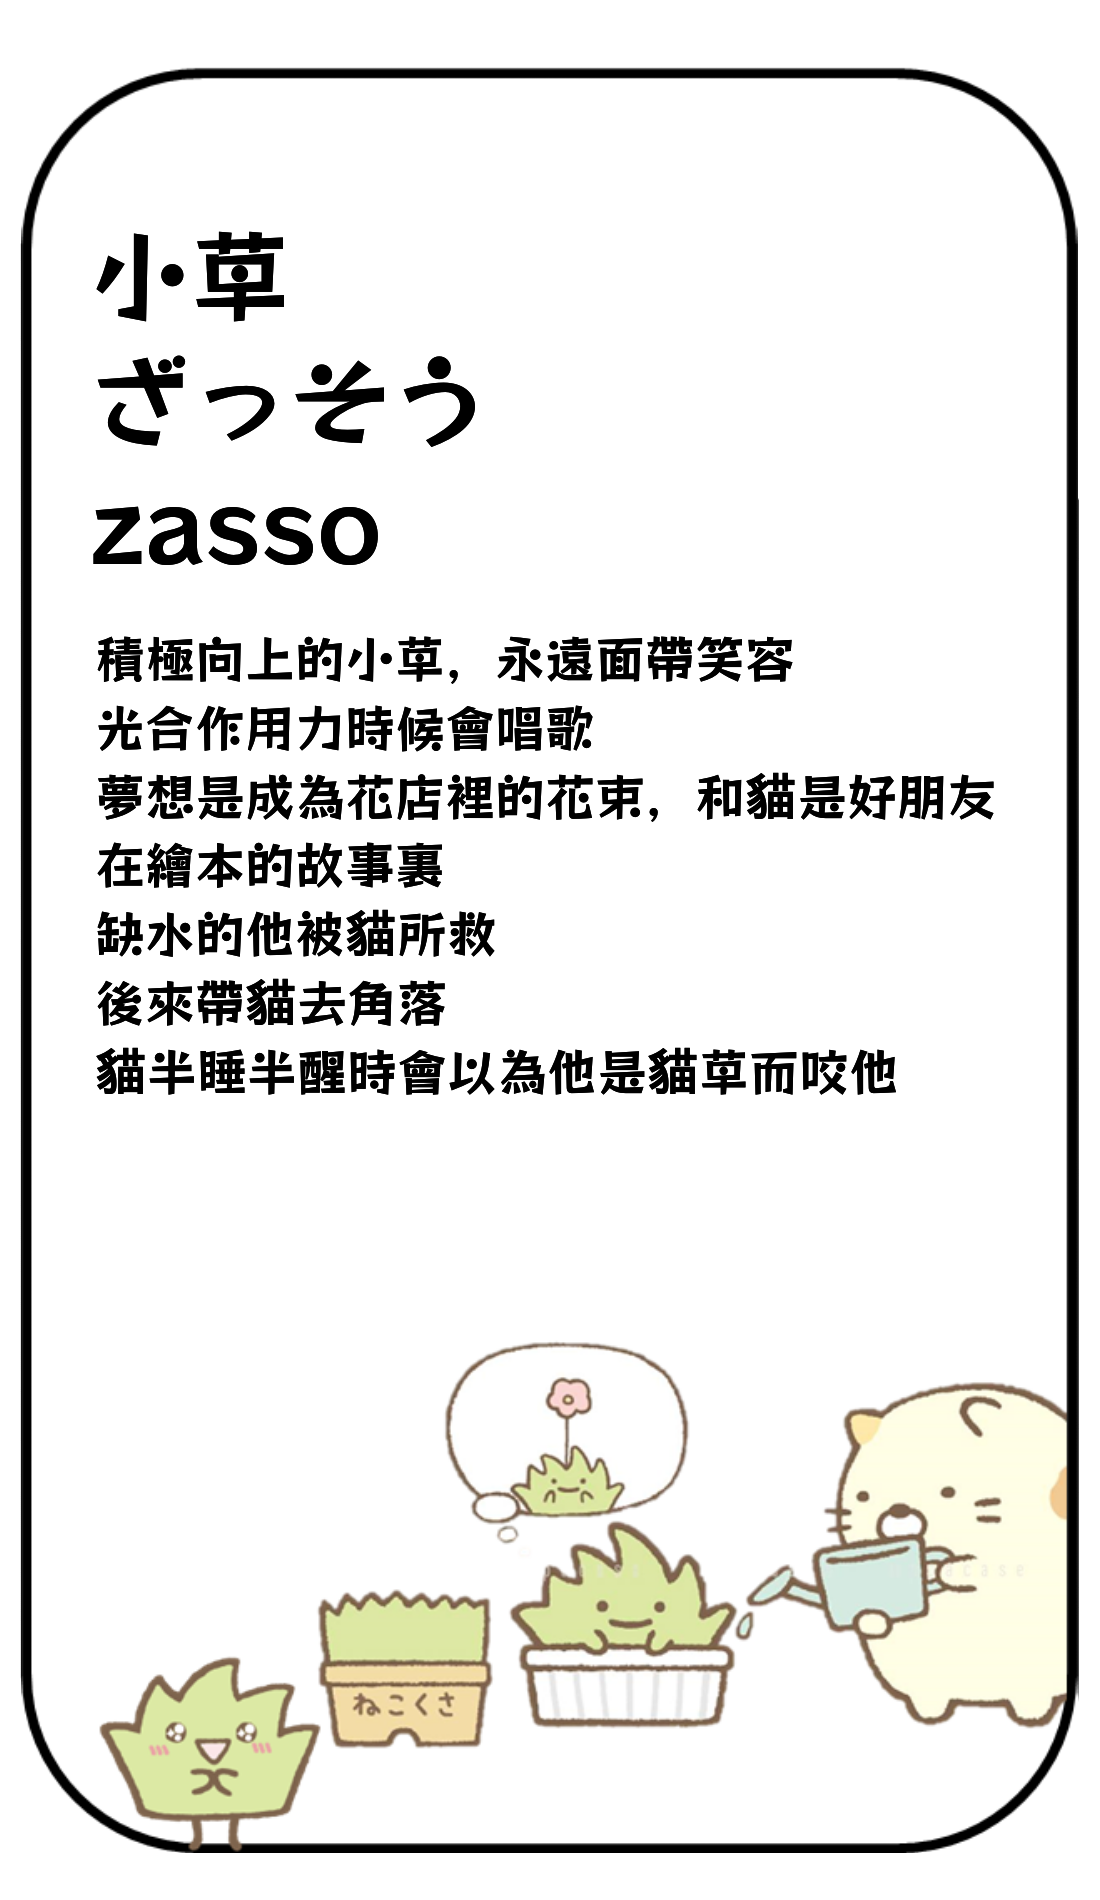 小草
ざっそう
zasso
積極向上的小草，永遠面帶笑容
光合作用力時候會唱歌
夢想是成為花店裡的花束，和貓是好朋友
在繪本的故事裏
缺水的他被貓所救
後來帶貓去角落
貓半睡半醒時會以為他是貓草而咬他
ねこくさ